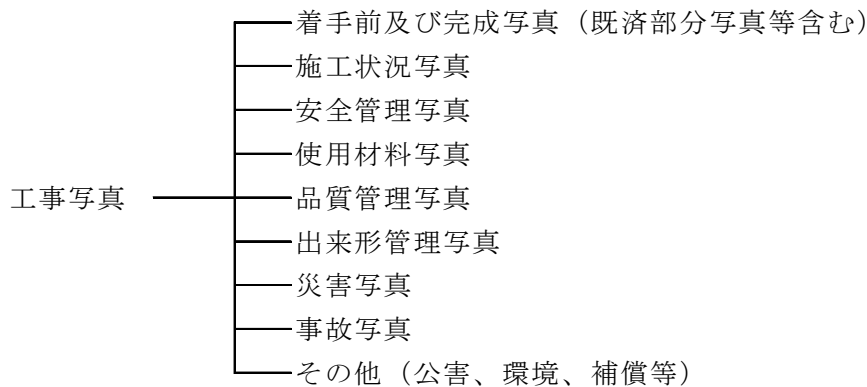 着手前及び完成写真（既済部分写真等含む）
施工状況写真
安全管理写真
使用材料写真
工事写真 品質管理写真
出来形管理写真
災害写真
事故写真
その他（公害、環境、補償等）